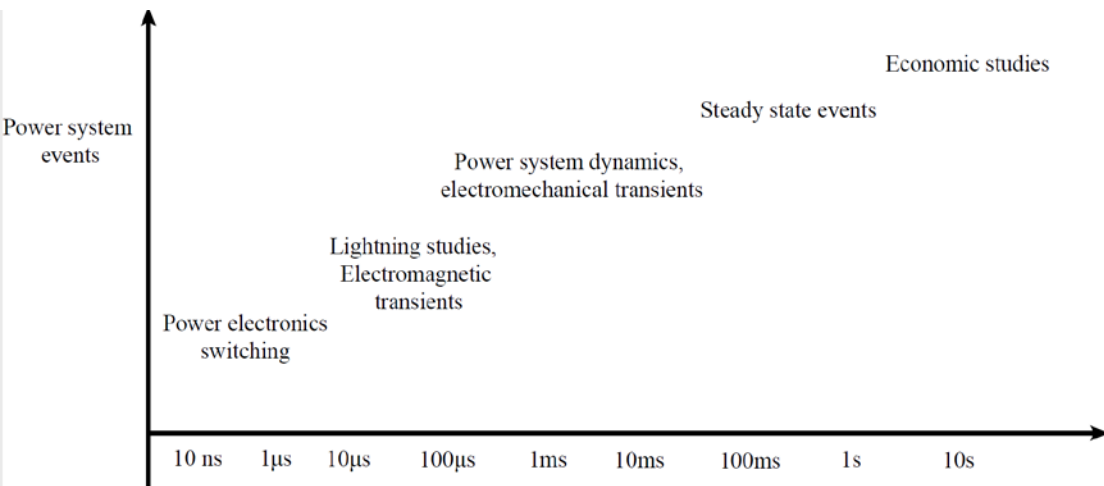 Economic studies
Steady state events
Power system
events
Power system dynamics,
electromechanical transients
Lightning studies,
Electromagnetic
transients
Power electronics
switching
10 ns 1μs 10μs 100μs 1ms 10ms 100ms 1s 10s